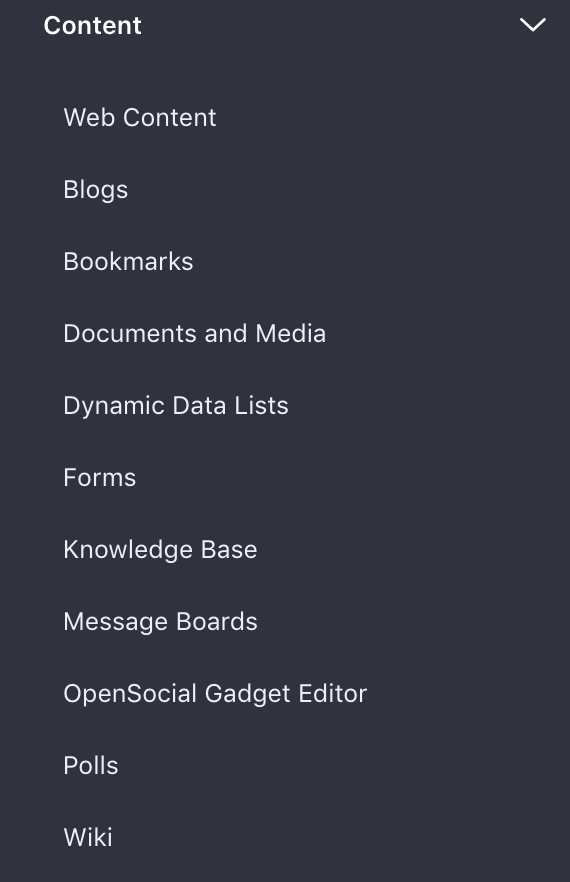 Content
Web Content
Blogs
Bookmarks
Documents and Media
Dynamic Data Lists
Forms
Knowledge Base
Message Boards
OpenSocial Gadget Editor
Polls
Wiki